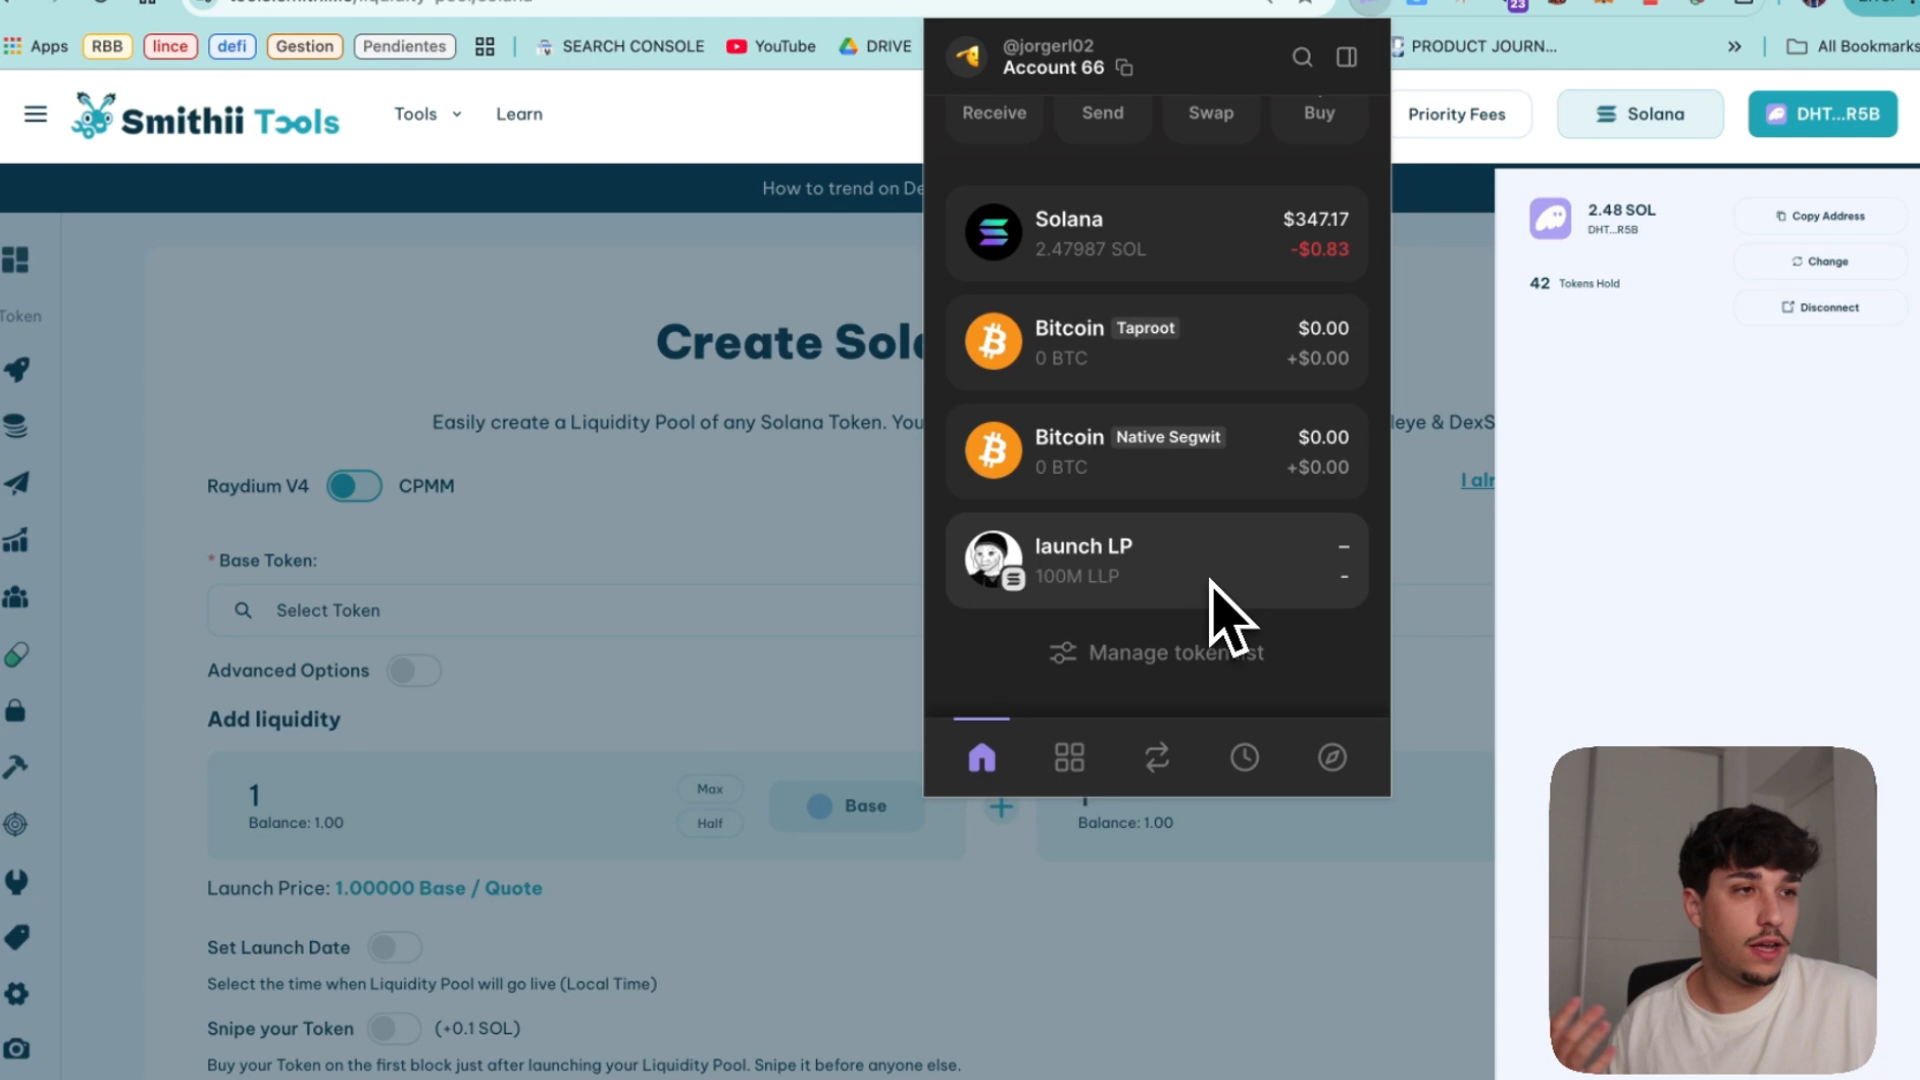 Apps
RBB
lince
defi
Gestion
Pendientes
SEARCH CONSOLE
YouTube
DRIVE
PRODUCT JOURN...
»
All Bookmarks
23
Smithii Tools
Tools
Learn
Priority Fees
Solana
DHT...R5B
How to trend on De
@jorgerl02
Account 66
Receive
Send
Swap
Buy
Solana
$347.17
2.47987 SOL
-$0.83
Bitcoin Taproot
$0.00
0 BTC
+$0.00
Bitcoin Native Segwit
$0.00
0 BTC
+$0.00
launch LP
–
100M LLP
-
Manage token list
2.48 SOL
DHT...R5B
42 Tokens Hold
Copy Address
Change
Disconnect
Token
Create Sol
Easily create a Liquidity Pool of any Solana Token. You
leye & DexS
Raydium V4
CPMM
I alr
* Base Token:
Select Token
Advanced Options
Add liquidity
1
Balance: 1.00
Max
Half
Base
+
Balance: 1.00
Launch Price: 1.00000 Base / Quote
Set Launch Date
Select the time when Liquidity Pool will go live (Local Time)
Snipe your Token
(+0.1 SOL)
Buy your Token on the first block just after launching your Liquidity Pool. Snipe it before anyone else.